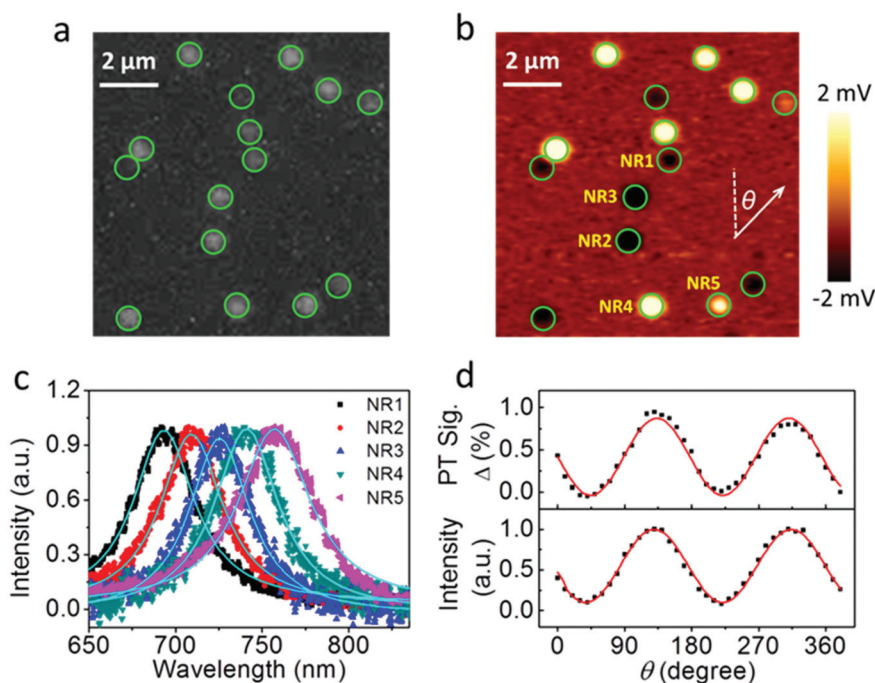 a
2 μm
b
2 μm
NR1
NR3
NR2
NR4
NR5
θ
2 mV
-2 mV
c
Intensity (a.u.)
1.2
0.9
0.6
0.3
0.0
NR1
NR2
NR3
NR4
NR5
650 700 750 800
Wavelength (nm)
d
PT Sig.
Δ (%)
1.0
0.5
0.0
Intensity
(a.u.)
1.0
0.5
0.0
0 90 180 270 360
θ (degree)